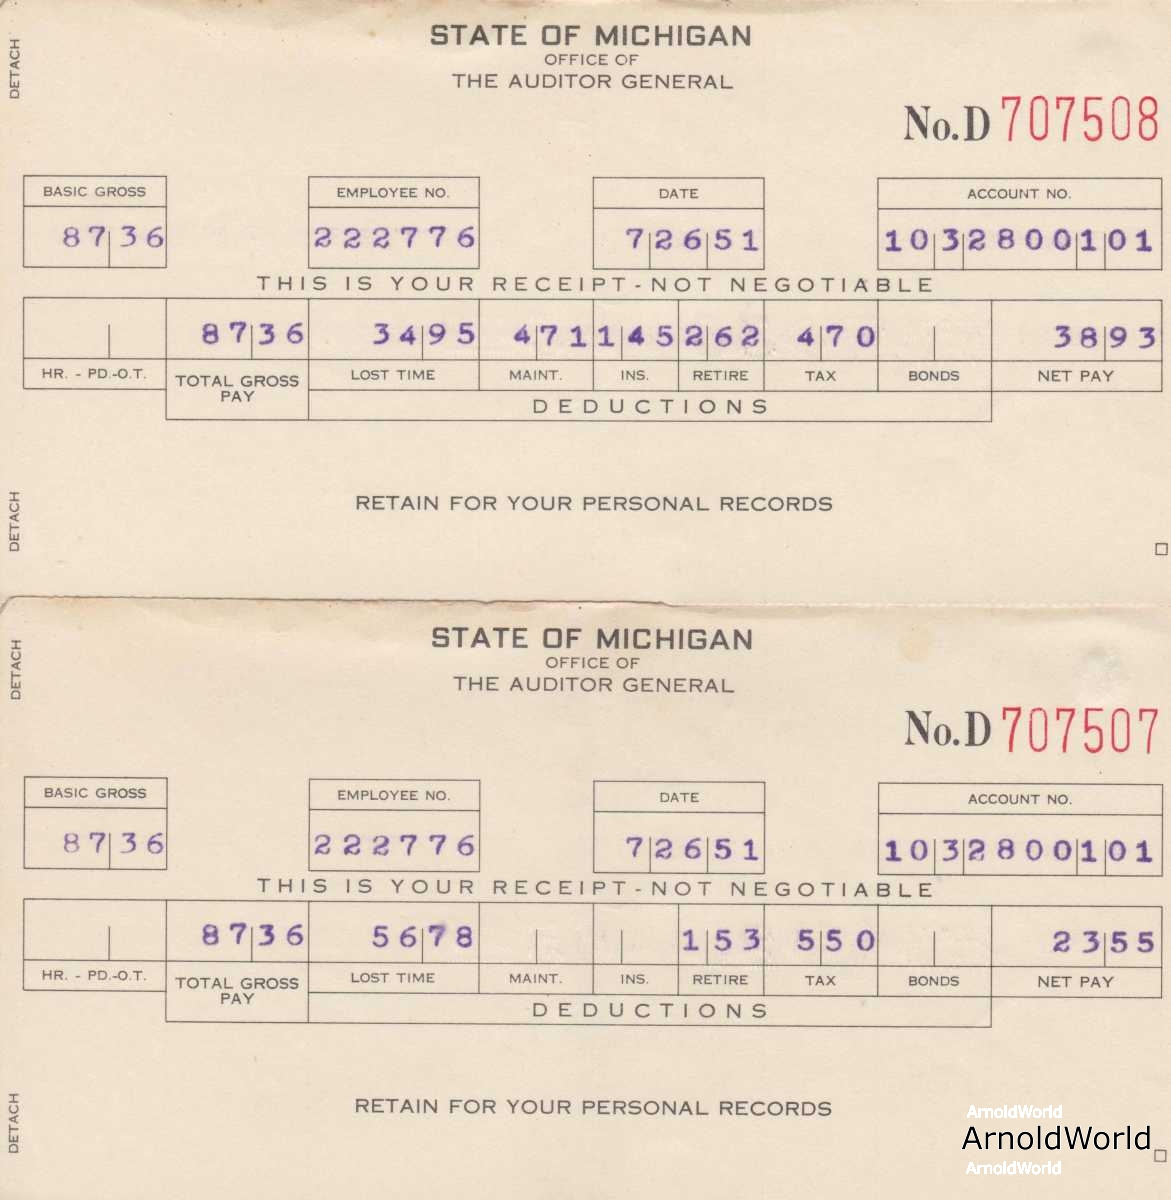 DETACH
STATE OF MICHIGAN
OFFICE OF
THE AUDITOR GENERAL
No. D 707508
BASIC GROSS EMPLOYEE NO. DATE ACCOUNT NO.
87|36 222776 7|26|51 10|3|2800|1|01
THIS IS YOUR RECEIPT - NOT NEGOTIABLE
87|36 34|95 4|71 1|45 2|62 4|70 38|93
HR. - PD.-O.T. TOTAL GROSS PAY LOST TIME MAINT. INS. RETIRE TAX BONDS NET PAY
DEDUCTIONS
DETACH
RETAIN FOR YOUR PERSONAL RECORDS
DETACH
STATE OF MICHIGAN
OFFICE OF
THE AUDITOR GENERAL
No. D 707507
BASIC GROSS EMPLOYEE NO. DATE ACCOUNT NO.
87|36 222776 7|26|51 10|3|2800|1|01
THIS IS YOUR RECEIPT - NOT NEGOTIABLE
87|36 56|78 1|53 5|50 23|55
HR. - PD.-O.T. TOTAL GROSS PAY LOST TIME MAINT. INS. RETIRE TAX BONDS NET PAY
DEDUCTIONS
DETACH
RETAIN FOR YOUR PERSONAL RECORDS
ArnoldWorld
ArnoldWorld
ArnoldWorld